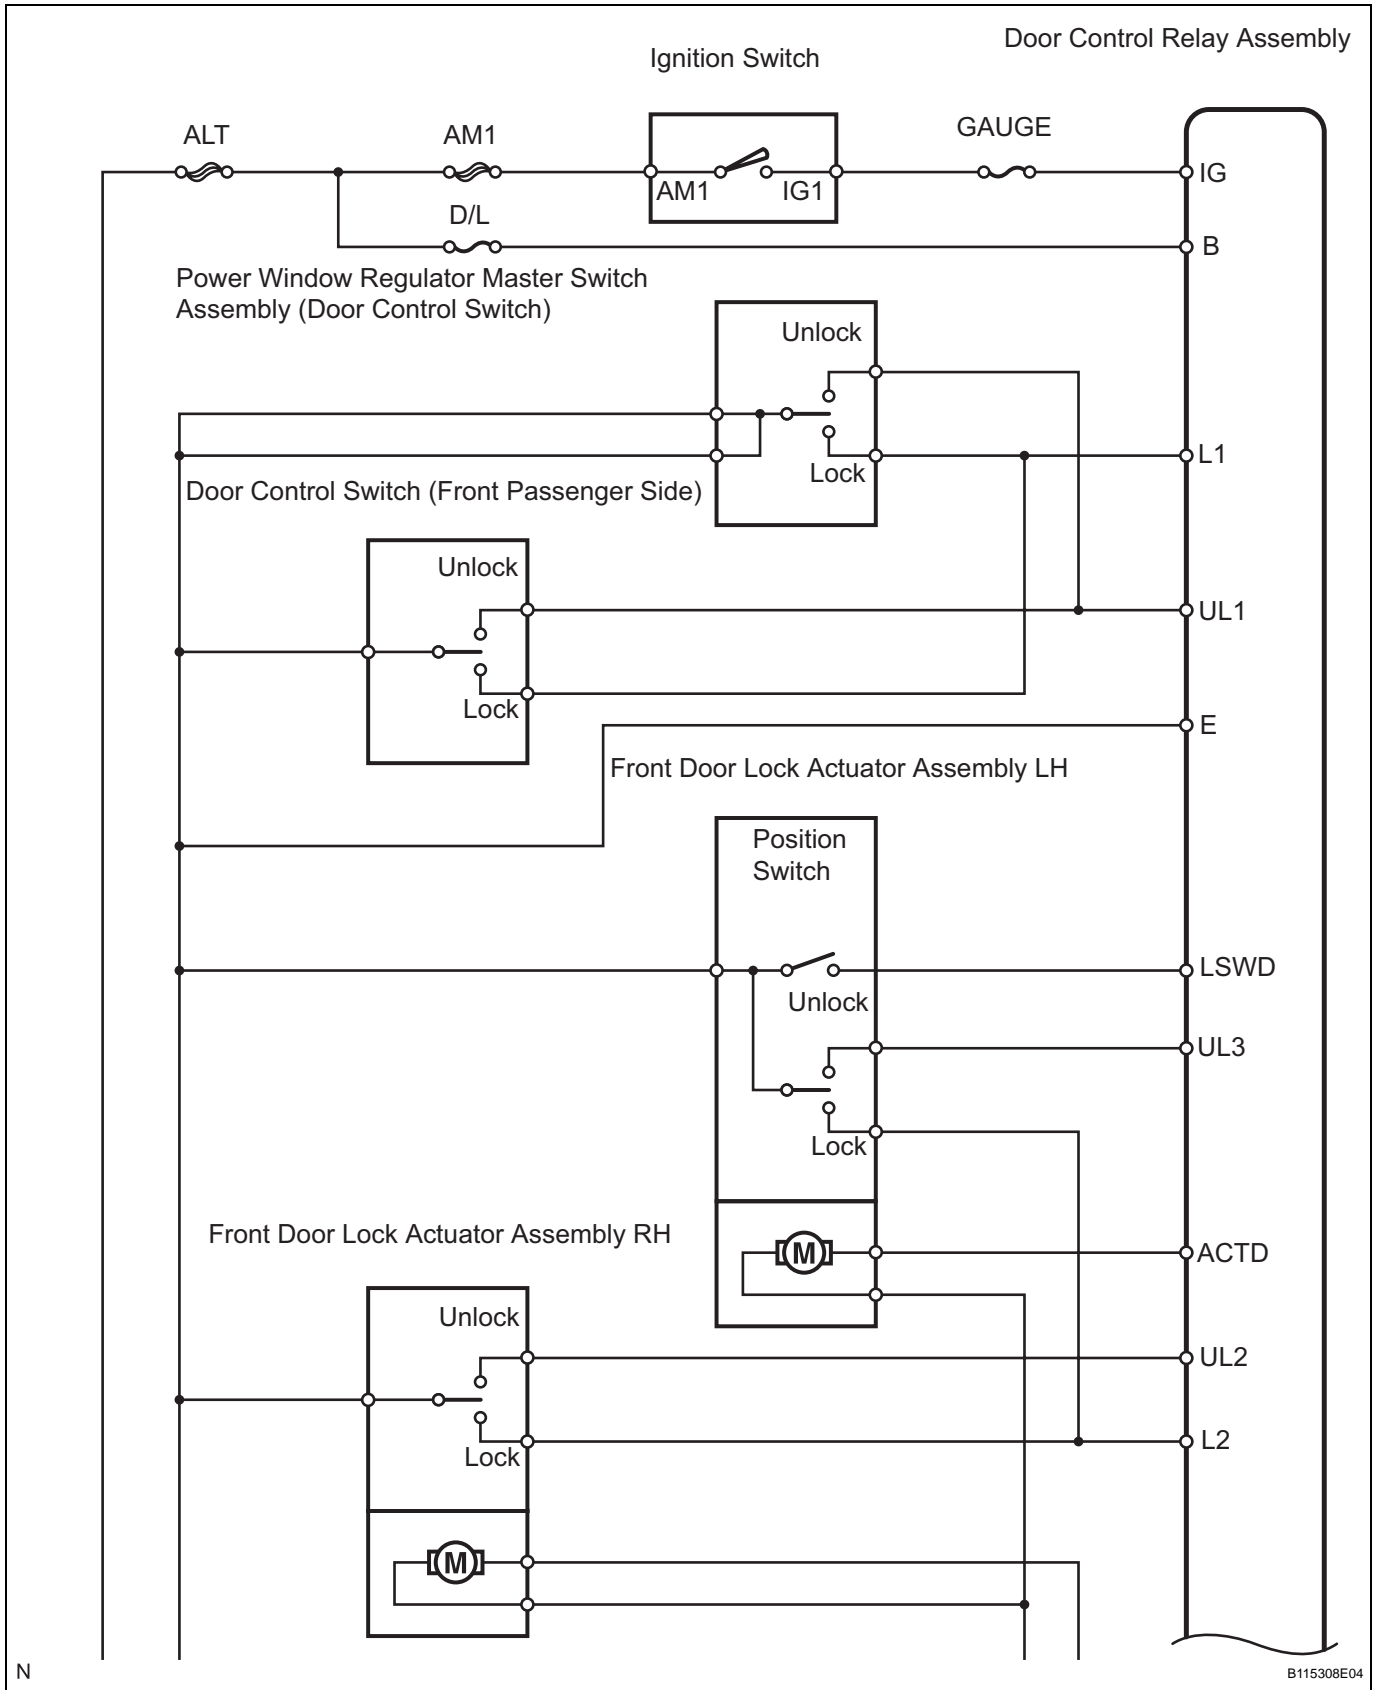 Door Control Relay Assembly
Ignition Switch
ALT
AM1
GAUGE
AM1
IG1
IG
D/L
B
Power Window Regulator Master Switch
Assembly (Door Control Switch)
Unlock
Lock
L1
Door Control Switch (Front Passenger Side)
Unlock
UL1
Lock
E
Front Door Lock Actuator Assembly LH
Position
Switch
LSWD
Unlock
UL3
Lock
Front Door Lock Actuator Assembly RH
M
ACTD
Unlock
UL2
Lock
L2
M
N
B115308E04